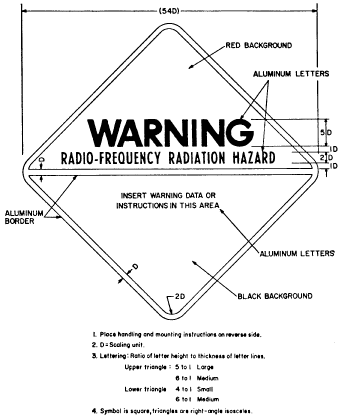 (54D)
RED BACKGROUND
ALUMINUM LETTERS
WARNING
5D
RADIO-FREQUENCY RADIATION HAZARD
1D
2D
1D
D
INSERT WARNING DATA OR
INSTRUCTIONS IN THIS AREA
ALUMINUM
BORDER
ALUMINUM LETTERS
D
2D
BLACK BACKGROUND
1. Place handling and mounting instructions on reverse side.
2. D = Scaling unit.
3. Lettering: Ratio of letter height to thickness of letter lines.
Upper triangle: 5 to 1 Large
6 to 1 Medium
Lower triangle 4 to 1 Small
6 to 1 Medium
4. Symbol is square, triangles are right-angle isosceles.